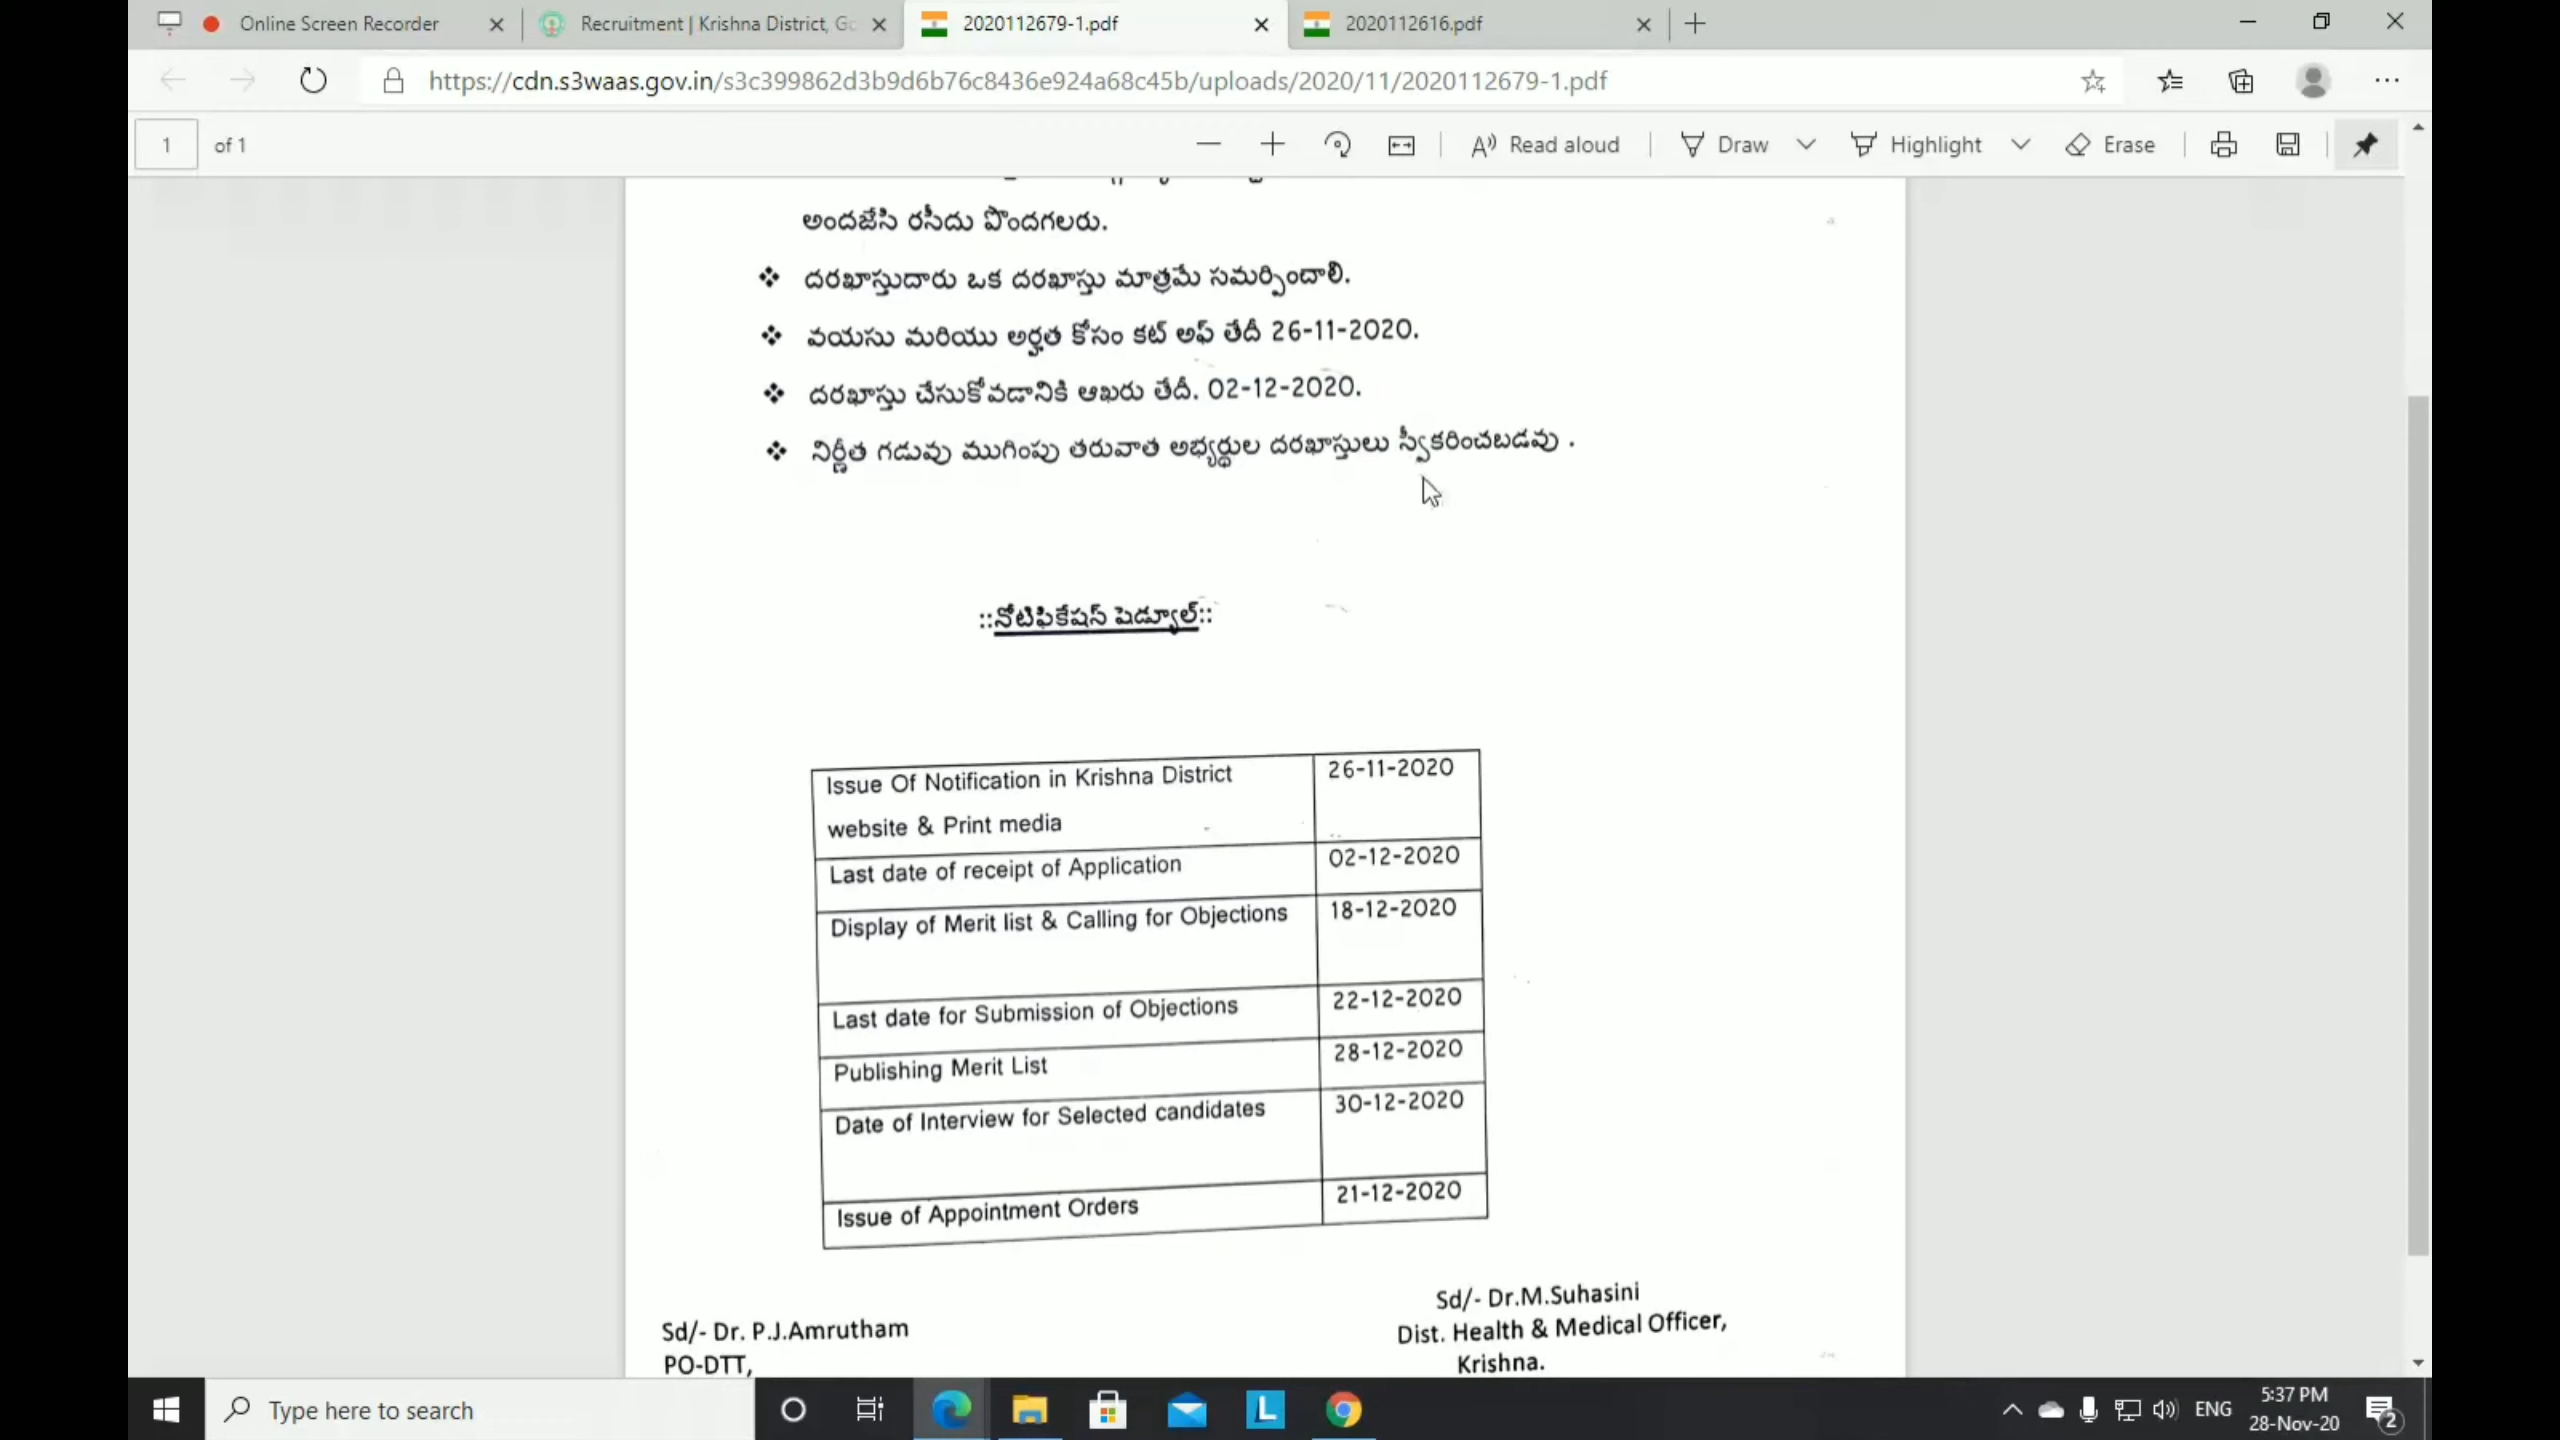 Online Screen Recorder
Recruitment | Krishna District, Go
2020112679-1.pdf
2020112616.pdf
https://cdn.s3waas.gov.in/s3c399862d3b9d6b76c8436e924a68c45b/uploads/2020/11/2020112679-1.pdf
1 of 1
Read aloud
Draw
Highlight
Erase
అందజేసి రసీదు పొందగలరు.
❖ దరఖాస్తుదారు ఒక దరఖాస్తు మాత్రమే సమర్పించాలి.
❖ వయసు మరియు అర్హత కోసం కట్ అఫ్ తేదీ 26-11-2020.
❖ దరఖాస్తు చేసుకోవడానికి ఆఖరు తేదీ. 02-12-2020.
❖ నిర్ణీత గడువు ముగింపు తరువాత అభ్యర్థుల దరఖాస్తులు స్వీకరించబడవు .
::నోటిఫికేషన్ షెడ్యూల్::
Issue Of Notification in Krishna District 26-11-2020
website & Print media
Last date of receipt of Application 02-12-2020
Display of Merit list & Calling for Objections 18-12-2020
Last date for Submission of Objections 22-12-2020
Publishing Merit List 28-12-2020
Date of Interview for Selected candidates 30-12-2020
Issue of Appointment Orders 21-12-2020
Sd/- Dr.M.Suhasini
Sd/- Dr. P.J.Amrutham
Dist. Health & Medical Officer,
PO-DTT,
Krishna.
Type here to search
ENG
5:37 PM
28-Nov-20
2